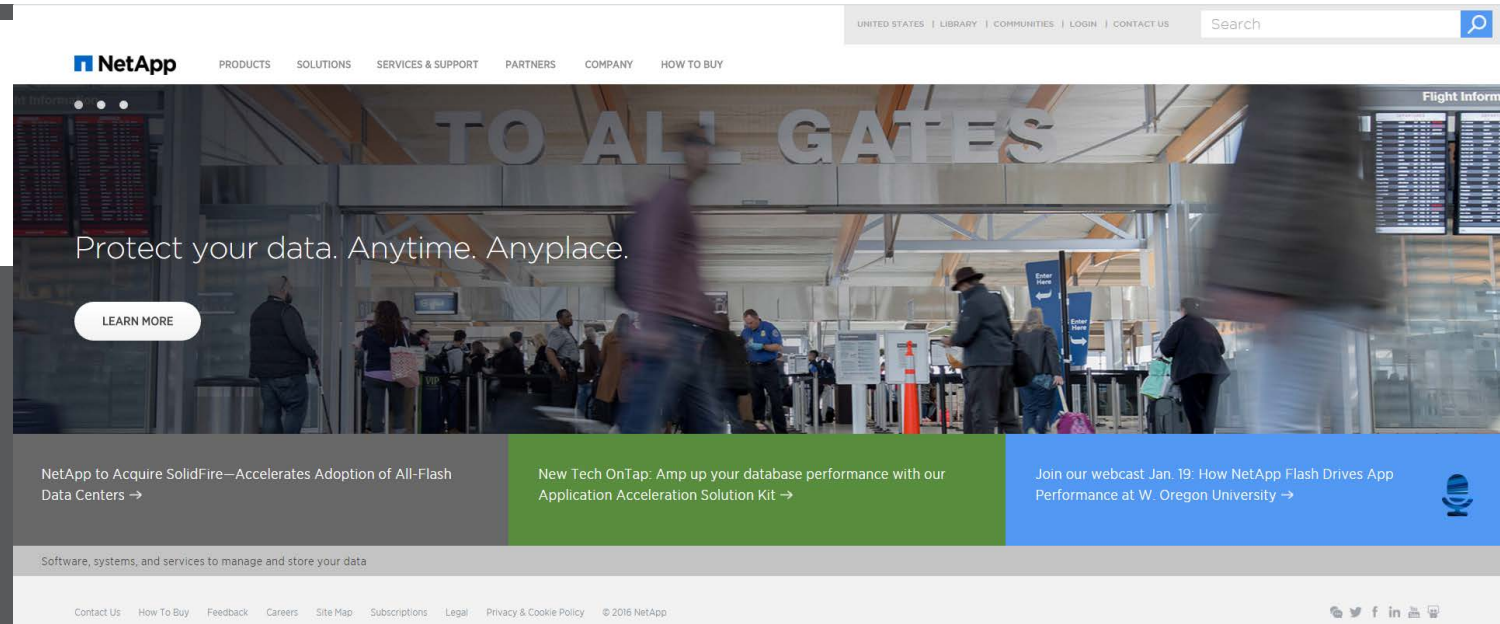 UNITED STATES | LIBRARY | COMMUNITIES | LOGIN | CONTACT US
Search
NetApp
PRODUCTS SOLUTIONS SERVICES & SUPPORT PARTNERS COMPANY HOW TO BUY
Flight Inform
TO ALL GATES
Protect your data. Anytime. Anyplace.
Enter
Here
Enter
Here
LEARN MORE
VIP
NetApp to Acquire SolidFire—Accelerates Adoption of All-Flash
Data Centers →
New Tech OnTap: Amp up your database performance with our
Application Acceleration Solution Kit →
Join our webcast Jan. 19: How NetApp Flash Drives App
Performance at W. Oregon University →
Software, systems, and services to manage and store your data
Contact Us How To Buy Feedback Careers Site Map Subscriptions Legal Privacy & Cookie Policy © 2016 NetApp